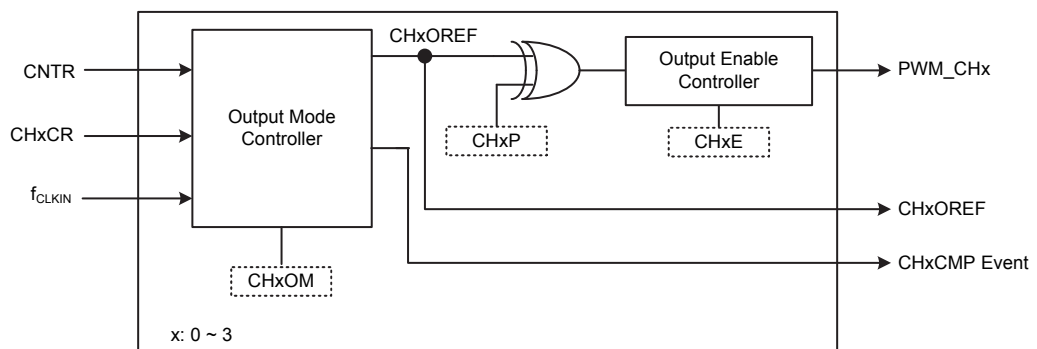 CNTR
CHxCR
fCLKIN
Output Mode
Controller
CHxOM
CHxOREF
CHxP
Output Enable
Controller
CHxE
PWM_CHx
CHxOREF
CHxCMP Event
x: 0 ~ 3